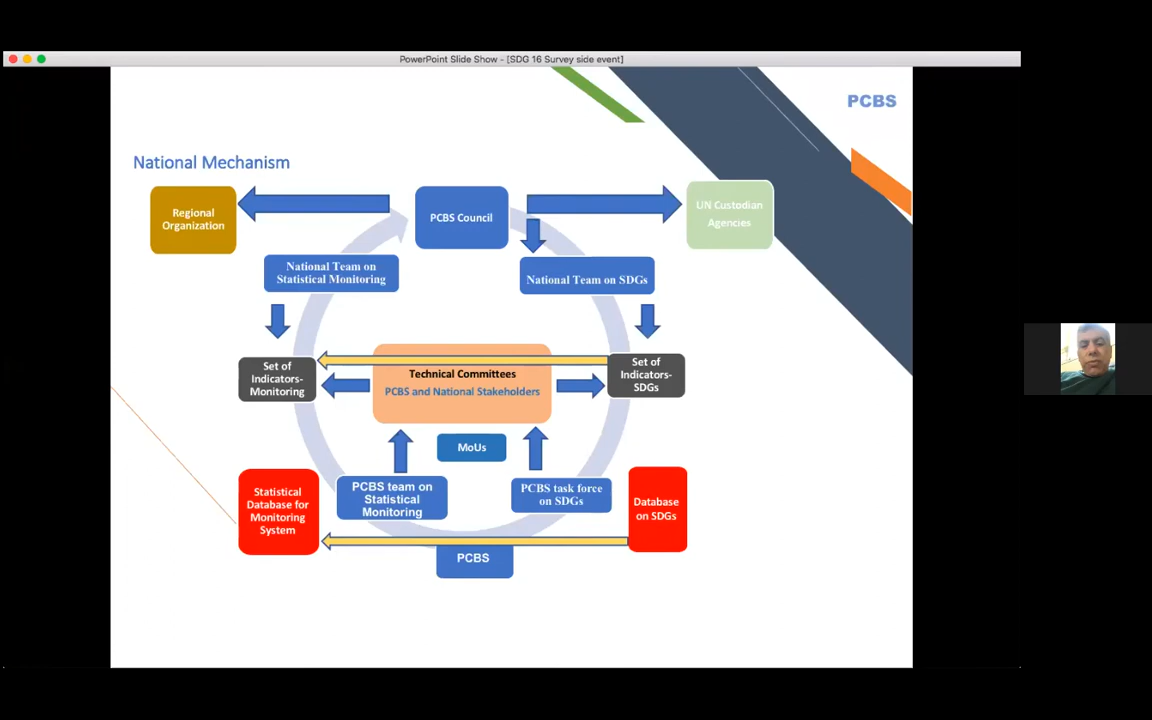 PowerPoint Slide Show - [SDG 16 Survey side event]
PCBS
National Mechanism
Regional
Organization
PCBS Council
UN Custodian
Agencies
National Team on
Statistical Monitoring
National Team on SDGs
Set of
Indicators-
Monitoring
Technical Committees
PCBS and National Stakeholders
Set of
Indicators-
SDGs
MoUs
Statistical
Database for
Monitoring
System
PCBS team on
Statistical
Monitoring
PCBS task force
on SDGs
Database
on SDGs
PCBS